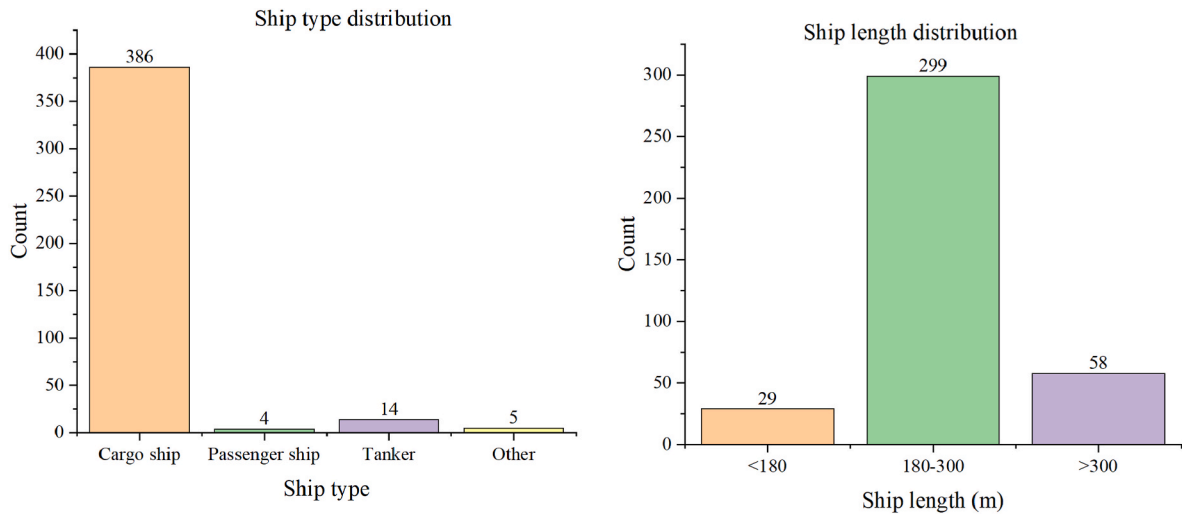 Ship type distribution
400
350
300
250
200
150
100
50
0
Count
386
4
14
5
Cargo ship
Passenger ship
Tanker
Other
Ship type
Ship length distribution
300
250
200
150
100
50
0
Count
29
299
58
<180
180-300
>300
Ship length (m)